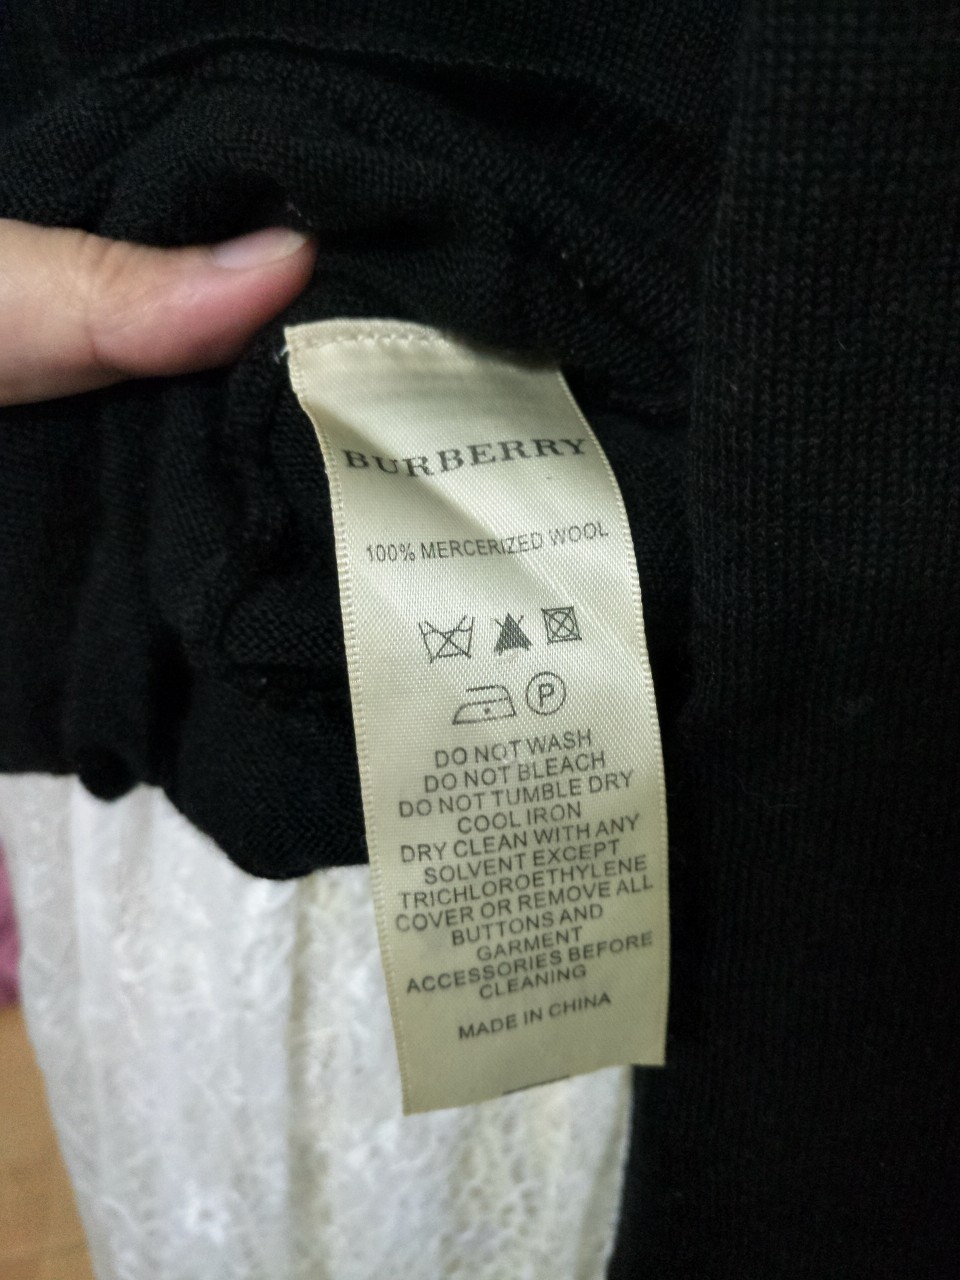 BURBERRY
100% MERCERIZED WOOL
P
DO NOT WASH
DO NOT BLEACH
DO NOT TUMBLE DRY
COOL IRON
DRY CLEAN WITH ANY
SOLVENT EXCEPT
TRICHLOROETHYLENE
COVER OR REMOVE ALL
BUTTONS AND
GARMENT
ACCESSORIES BEFORE
CLEANING
MADE IN CHINA